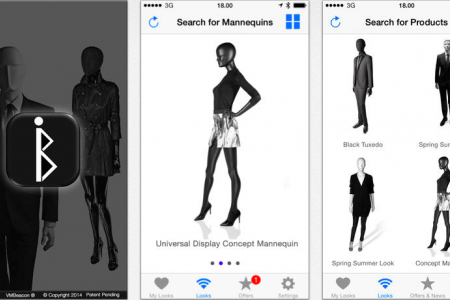 VMBeacon ® © Copyright 2014 Patent Pending
3G 18.00
Search for Mannequins
Universal Display Concept Mannequin
My Looks Looks Offers Settings
1
3G 18.00
Search for Products
Black Tuxedo Spring Sum
Spring Summer Look Concept Ma
My Looks Looks Offers & News